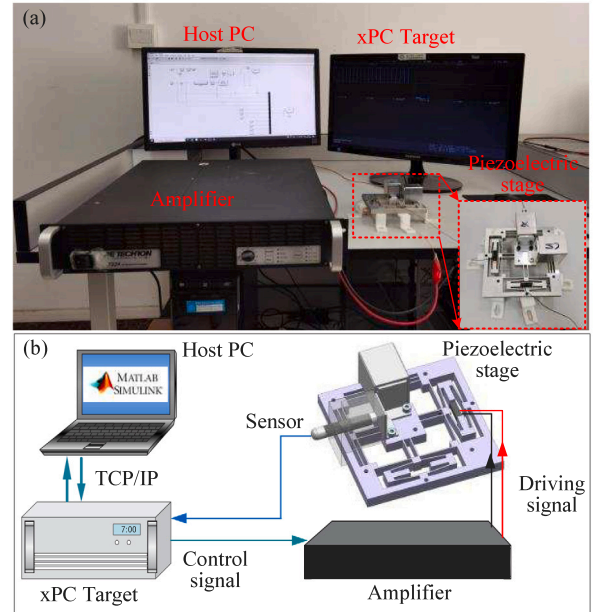 (a)
Host PC
xPC Target
Piezoelectric
stage
Amplifier
TECHRON
(b)
Host PC
Piezoelectric
stage
MATLAB
SIMULINK
Sensor
TCP/IP
Driving
signal
7:00
Control
signal
xPC Target
Amplifier